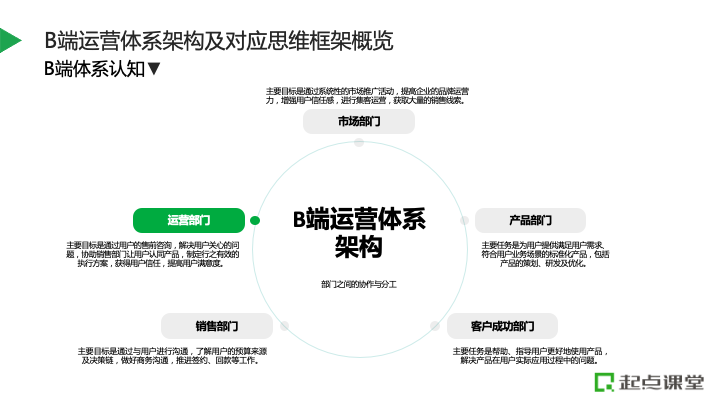 B端运营体系架构及对应思维框架概览
B端体系认知▼
主要目标是通过系统性的市场推广活动，提高企业的品牌运营
力，增强用户信任感，进行集客运营，获取大量的销售线索。
市场部门
运营部门
主要目标是通过用户的售前咨询，解决用户关心的问
题，协助销售部门让用户认同产品，制定行之有效的
执行方案，获得用户信任，提高用户满意度。
B端运营体系
架构
部门之间的协作与分工
产品部门
主要任务是为用户提供满足用户需求、
符合用户业务场景的标准化产品，包括
产品的策划、研发及优化。
销售部门
主要目标是通过与用户进行沟通，了解用户的预算来源
及决策链，做好商务沟通，推进签约、回款等工作。
客户成功部门
主要任务是帮助、指导用户更好地使用产品，
解决产品在用户实际应用过程中的问题。
起点课堂